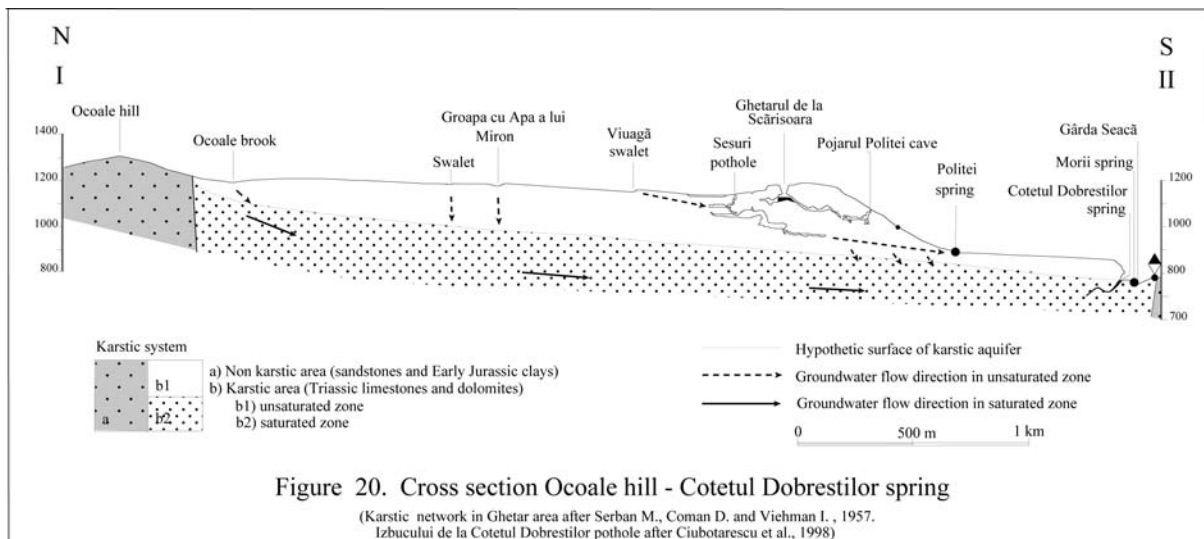 N
I
S
II
Ocoale hill
Ocoale brook
Groapa cu Apa a lui
Miron
Swalet
Viuagã
swalet
Sesuri
pothole
Ghetarul de la
Scãrisoara
Pojarul Politei cave
Politei
spring
Gârda Seacã
Morii spring
Cotetul Dobrestilor
spring
1400
1200
1000
800
1200
1000
800
700
Karstic system
a
b1
b2
a) Non karstic area (sandstones and Early Jurassic clays)
b) Karstic area (Triassic limestones and dolomites)
b1) unsaturated zone
b2) saturated zone
Hypothetic surface of karstic aquifer
Groundwater flow direction in unsaturated zone
Groundwater flow direction in saturated zone
0 500 m 1 km
Figure 20. Cross section Ocoale hill - Cotetul Dobrestilor spring
(Karstic network in Ghetar area after Serban M., Coman D. and Viehman I. , 1957.
Izbucului de la Cotetul Dobrestilor pothole after Ciubotarescu et al., 1998)